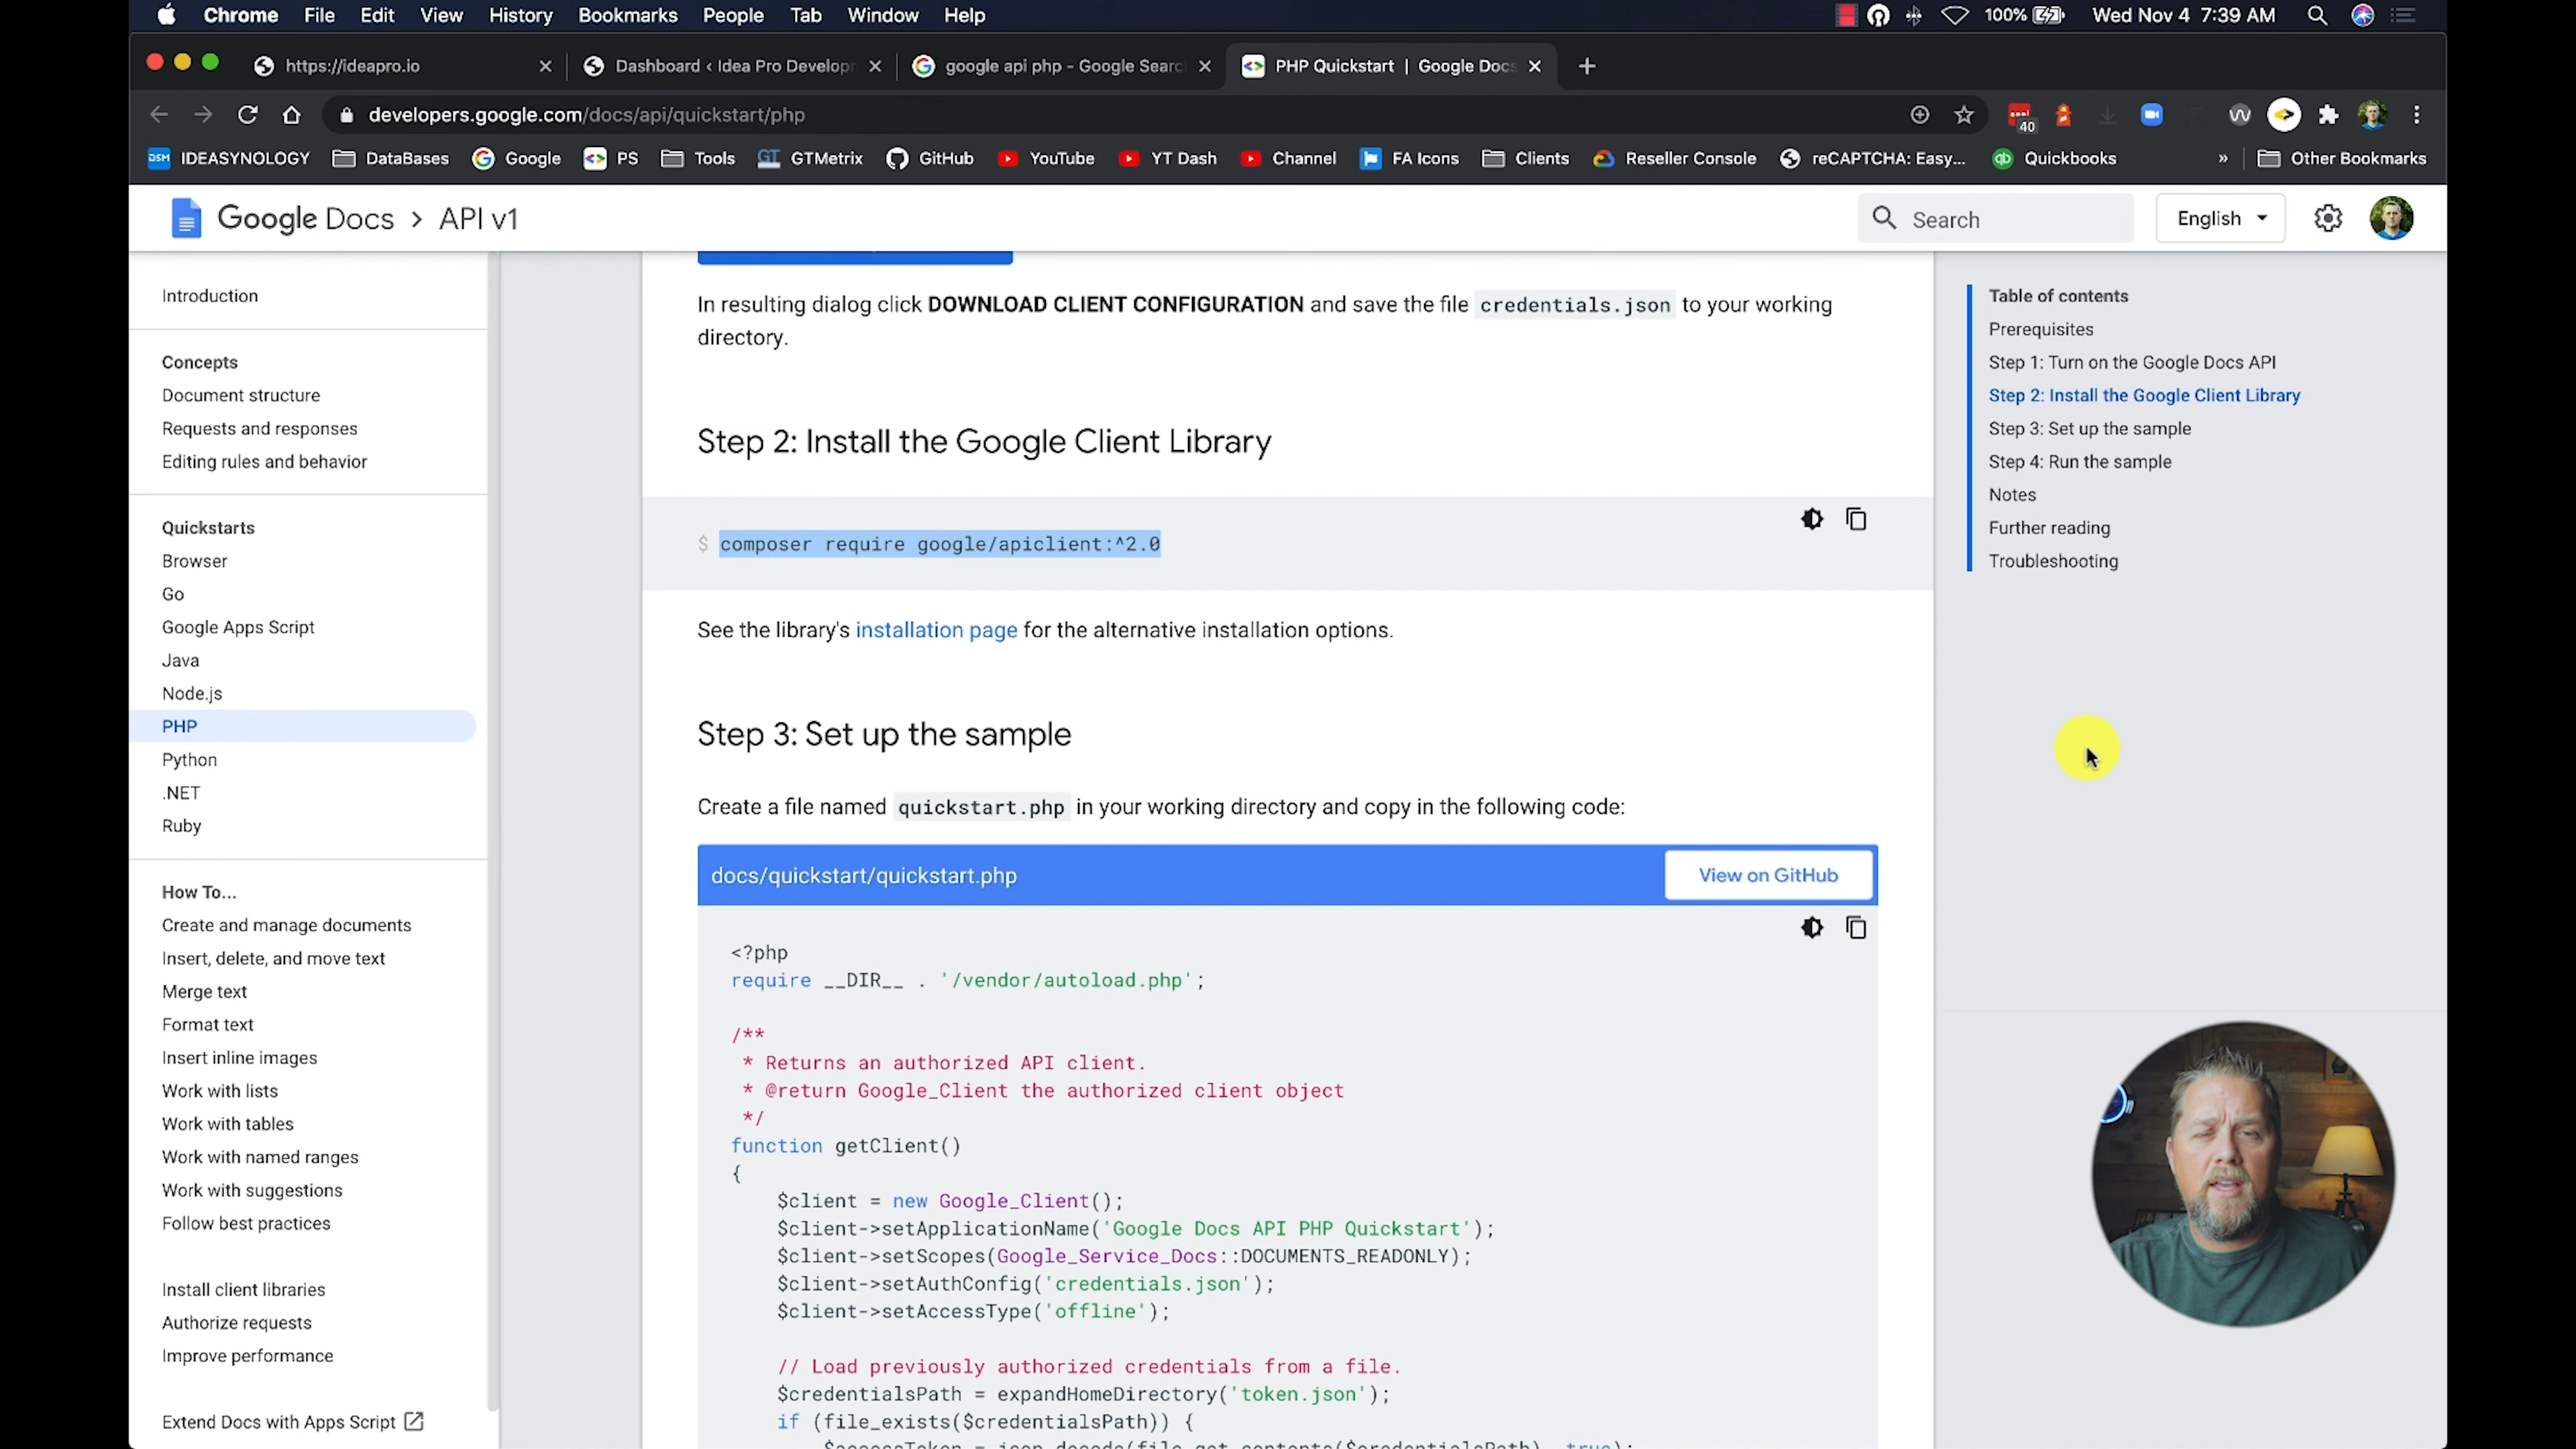 Chrome File Edit View History Bookmarks People Tab Window Help 100% Wed Nov 4 7:39 AM
https://ideapro.io Dashboard ‹ Idea Pro Develop google api php - Google Searc PHP Quickstart | Google Docs
developers.google.com/docs/api/quickstart/php 40
DSM IDEASYNOLOGY DataBases Google PS Tools GT GTMetrix GitHub YouTube YT Dash Channel FA Icons Clients Reseller Console reCAPTCHA: Easy... qb Quickbooks » Other Bookmarks
Google Docs > API v1 Search English
Introduction
Concepts
Document structure
Requests and responses
Editing rules and behavior
Quickstarts
Browser
Go
Google Apps Script
Java
Node.js
PHP
Python
.NET
Ruby
How To...
Create and manage documents
Insert, delete, and move text
Merge text
Format text
Insert inline images
Work with lists
Work with tables
Work with named ranges
Work with suggestions
Follow best practices
Install client libraries
Authorize requests
Improve performance
Extend Docs with Apps Script
In resulting dialog click DOWNLOAD CLIENT CONFIGURATION and save the file credentials.json to your working
directory.
Step 2: Install the Google Client Library
$ composer require google/apiclient:^2.0
See the library's installation page for the alternative installation options.
Step 3: Set up the sample
Create a file named quickstart.php in your working directory and copy in the following code:
docs/quickstart/quickstart.php View on GitHub
<?php
require __DIR__ . '/vendor/autoload.php';
/**
* Returns an authorized API client.
* @return Google_Client the authorized client object
*/
function getClient()
{
$client = new Google_Client();
$client->setApplicationName('Google Docs API PHP Quickstart');
$client->setScopes(Google_Service_Docs::DOCUMENTS_READONLY);
$client->setAuthConfig('credentials.json');
$client->setAccessType('offline');
// Load previously authorized credentials from a file.
$credentialsPath = expandHomeDirectory('token.json');
if (file_exists($credentialsPath)) {
$accessToken = json_decode(file_get_contents($credentialsPath), true);
Table of contents
Prerequisites
Step 1: Turn on the Google Docs API
Step 2: Install the Google Client Library
Step 3: Set up the sample
Step 4: Run the sample
Notes
Further reading
Troubleshooting